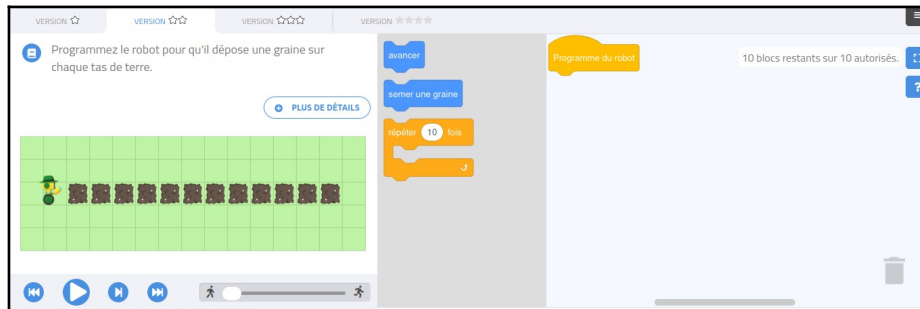 VERSION
VERSION
VERSION
VERSION
Programmez le robot pour qu'il dépose une graine sur
chaque tas de terre.
PLUS DE DÉTAILS
avancer
semer une graine
répéter 10 fois
Programme du robot
10 blocs restants sur 10 autorisés.
?